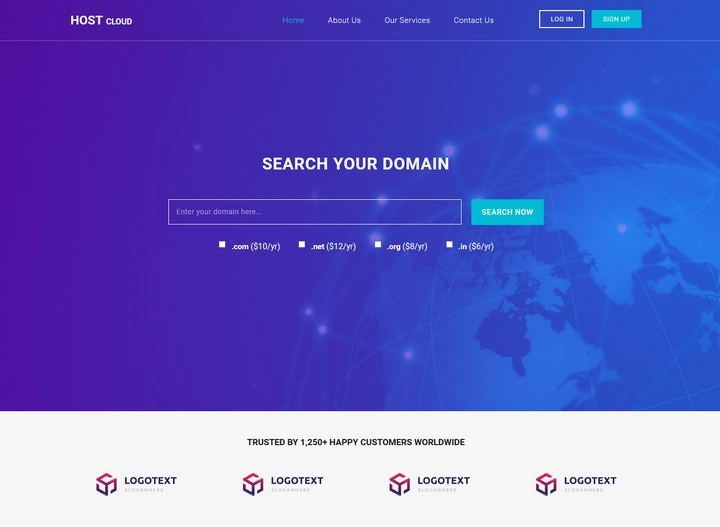 HOST CLOUD
Home About Us Our Services Contact Us LOG IN SIGN UP
SEARCH YOUR DOMAIN
Enter your domain here... SEARCH NOW
.com ($10/yr) .net ($12/yr) .org ($8/yr) .in ($6/yr)
TRUSTED BY 1,250+ HAPPY CUSTOMERS WORLDWIDE
LOGOTEXT LOGOTEXT LOGOTEXT LOGOTEXT
SLOGANHERE SLOGANHERE SLOGANHERE SLOGANHERE